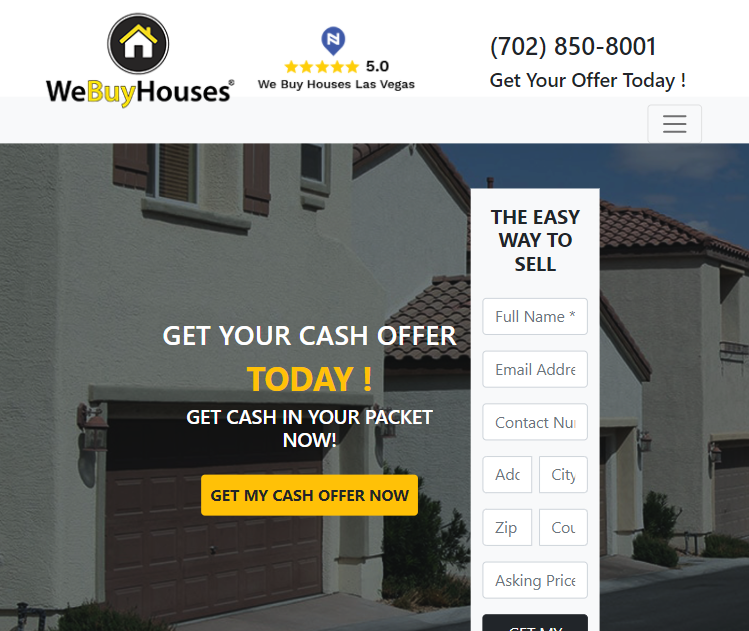 WeBuyHouses®
N
5.0
We Buy Houses Las Vegas
(702) 850-8001
Get Your Offer Today !
GET YOUR CASH OFFER
TODAY !
GET CASH IN YOUR PACKET
NOW!
GET MY CASH OFFER NOW
THE EASY
WAY TO
SELL
Full Name *
Email Addre
Contact Nu
Add
City
Zip
Cou
Asking Price
GET MY